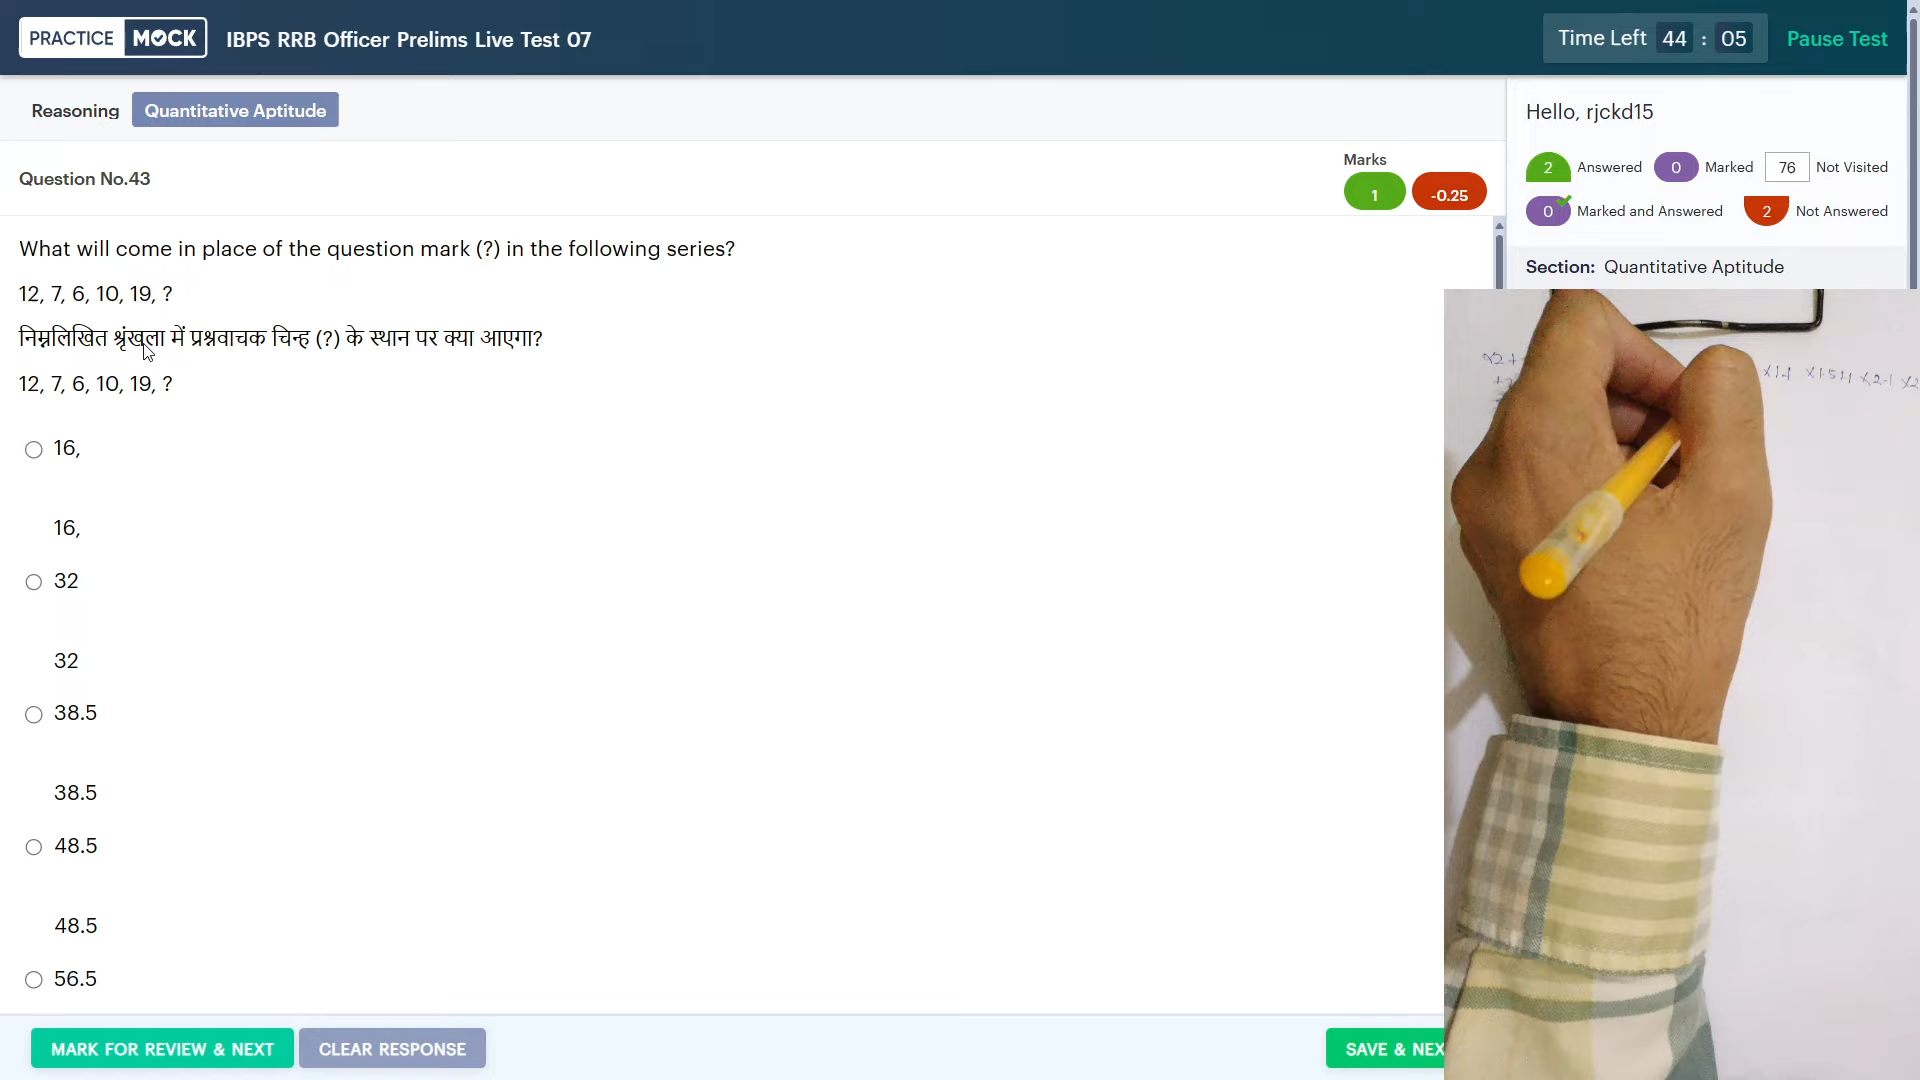 PRACTICE MOCK IBPS RRB Officer Prelims Live Test 07 Time Left 44 : 05 Pause Test
Reasoning Quantitative Aptitude
Hello, rjckd15
Question No.43
Marks
1 -0.25
2 Answered 0 Marked 76 Not Visited
0 Marked and Answered 2 Not Answered
Section: Quantitative Aptitude
What will come in place of the question mark (?) in the following series?
12, 7, 6, 10, 19, ?
निम्नलिखित श्रृंखला में प्रश्नवाचक चिन्ह (?) के स्थान पर क्या आएगा?
12, 7, 6, 10, 19, ?
16,
16,
32
32
38.5
38.5
48.5
48.5
56.5
MARK FOR REVIEW & NEXT CLEAR RESPONSE SAVE &